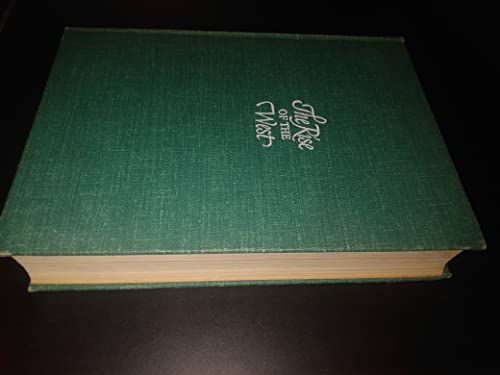 The Rise
OF THE
West